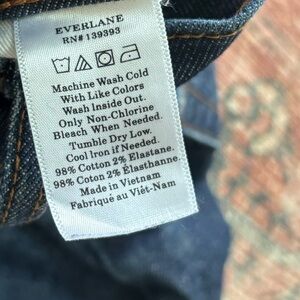 EVERLANE
RN# 139393
Machine Wash Cold
With Like Colors
Wash Inside Out.
Only Non-Chlorine
Bleach When Needed.
Tumble Dry Low.
Cool Iron if Needed.
98% Cotton 2% Elastane.
98% Coton 2% Élasthanne.
Made in Vietnam
Fabriqué au Viêt-Nam